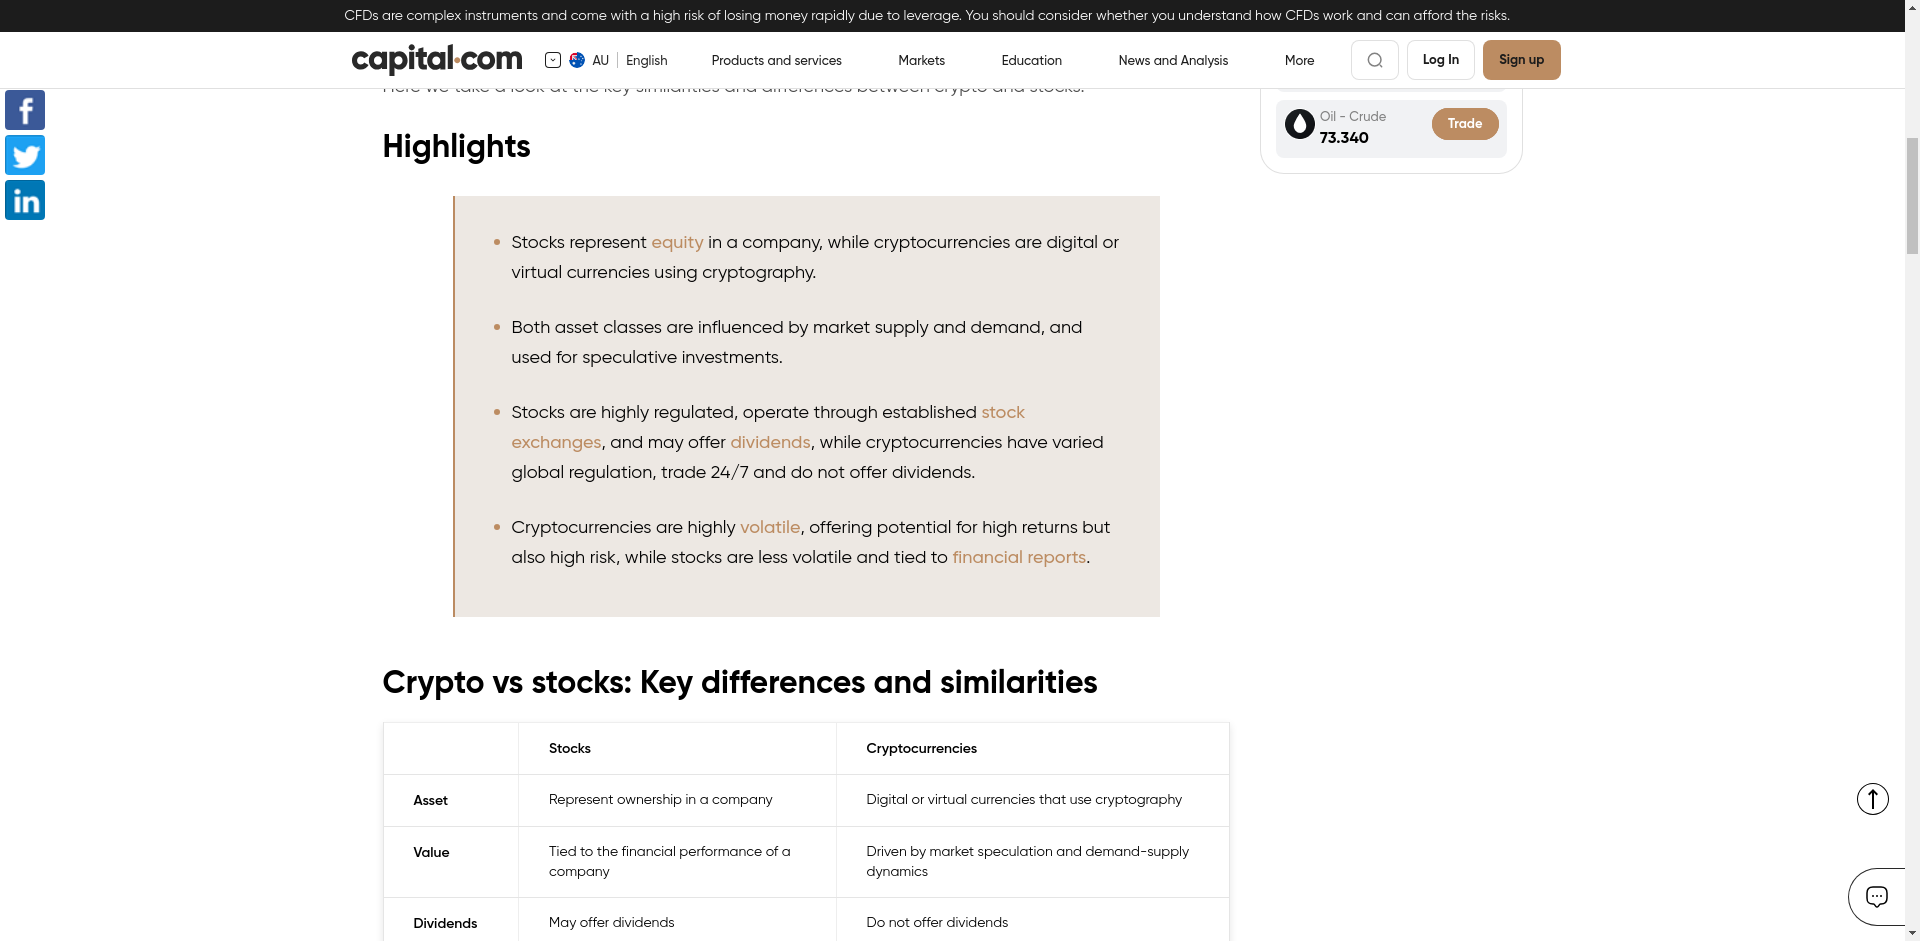 CFDs are complex instruments and come with a high risk of losing money rapidly due to leverage. You should consider whether you understand how CFDs work and can afford the risks.
capital.com
AU English
Products and services
Markets
Education
News and Analysis
More
Log In
Sign up
Here we take a look at the key similarities and differences between crypto and stocks.
Oil - Crude
73.340
Trade
Highlights
Stocks represent equity in a company, while cryptocurrencies are digital or
virtual currencies using cryptography.
Both asset classes are influenced by market supply and demand, and
used for speculative investments.
Stocks are highly regulated, operate through established stock
exchanges, and may offer dividends, while cryptocurrencies have varied
global regulation, trade 24/7 and do not offer dividends.
Cryptocurrencies are highly volatile, offering potential for high returns but
also high risk, while stocks are less volatile and tied to financial reports.
Crypto vs stocks: Key differences and similarities
Stocks
Cryptocurrencies
Asset
Represent ownership in a company
Digital or virtual currencies that use cryptography
Value
Tied to the financial performance of a
company
Driven by market speculation and demand-supply
dynamics
Dividends
May offer dividends
Do not offer dividends